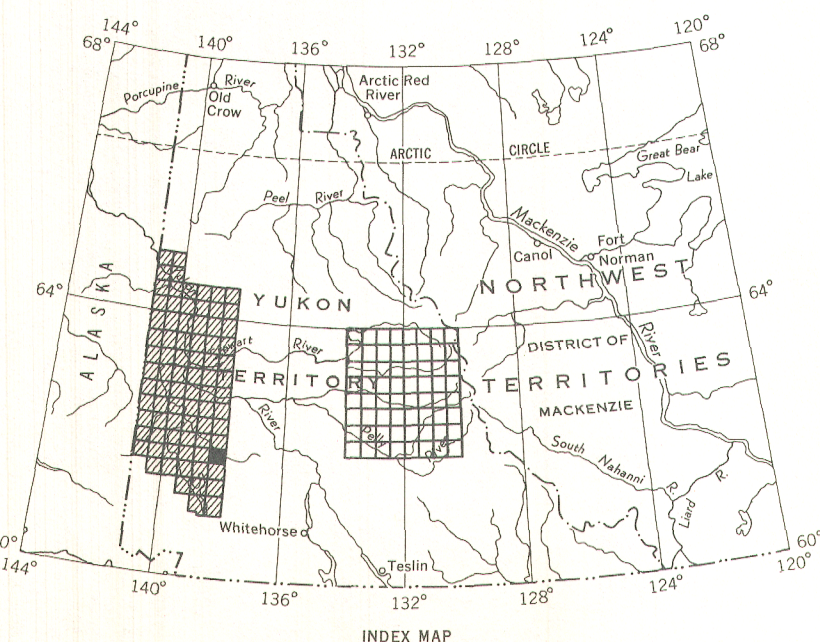 144° 140° 136° 132° 128° 124° 120°
68° 68°
Porcupine River
Old
Crow
Arctic Red
River
ARCTIC CIRCLE
Great Bear
Lake
Peel River
Mackenzie
Canol
Fort
Norman
River
NORTHWEST
64° 64°
ALASKA
YUKON
Stewart River
DISTRICT OF
TERRITORY
TERRITORIES
MACKENZIE
River
Pelly River
South Nahanni R.
Liard R.
Whitehorse
Teslin
0° 60°
144° 140° 136° 132° 128° 124° 120°
INDEX MAP